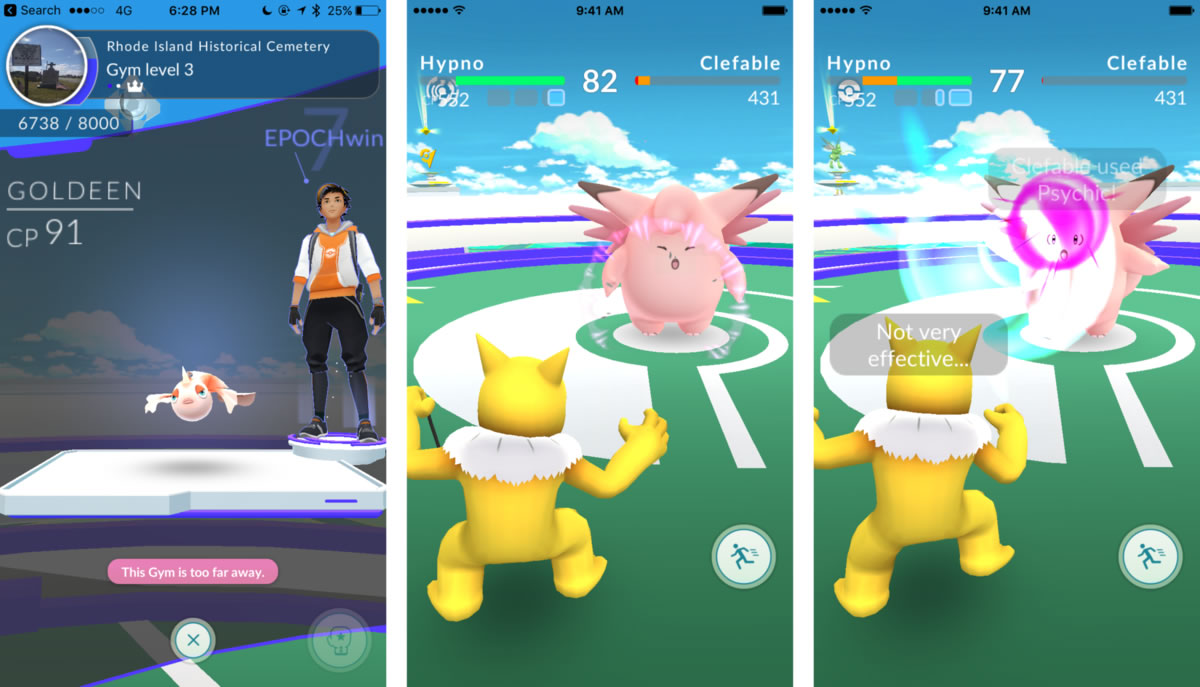 Search 4G 6:28 PM 25%
Rhode Island Historical Cemetery
Gym level 3
6738 / 8000
7
EPOCHwin
GOLDEEN
CP 91
This Gym is too far away.
9:41 AM
Hypno 82 Clefable
431
9:41 AM
Hypno 77 Clefable
431
Clefable used
Psychic!
Not very
effective...